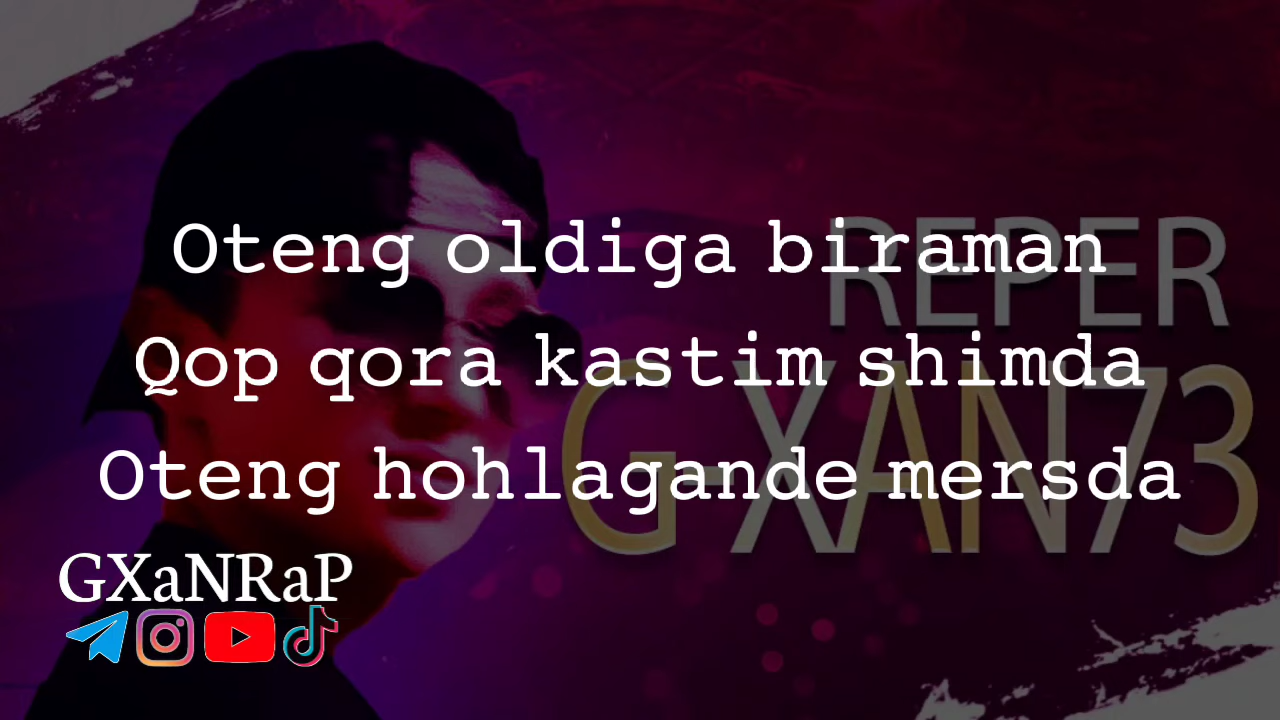 Oteng oldiga biraman
REPER
Qop qora kastim shimda
G-XAN73
Oteng hohlagande mersda
GXaNRaP